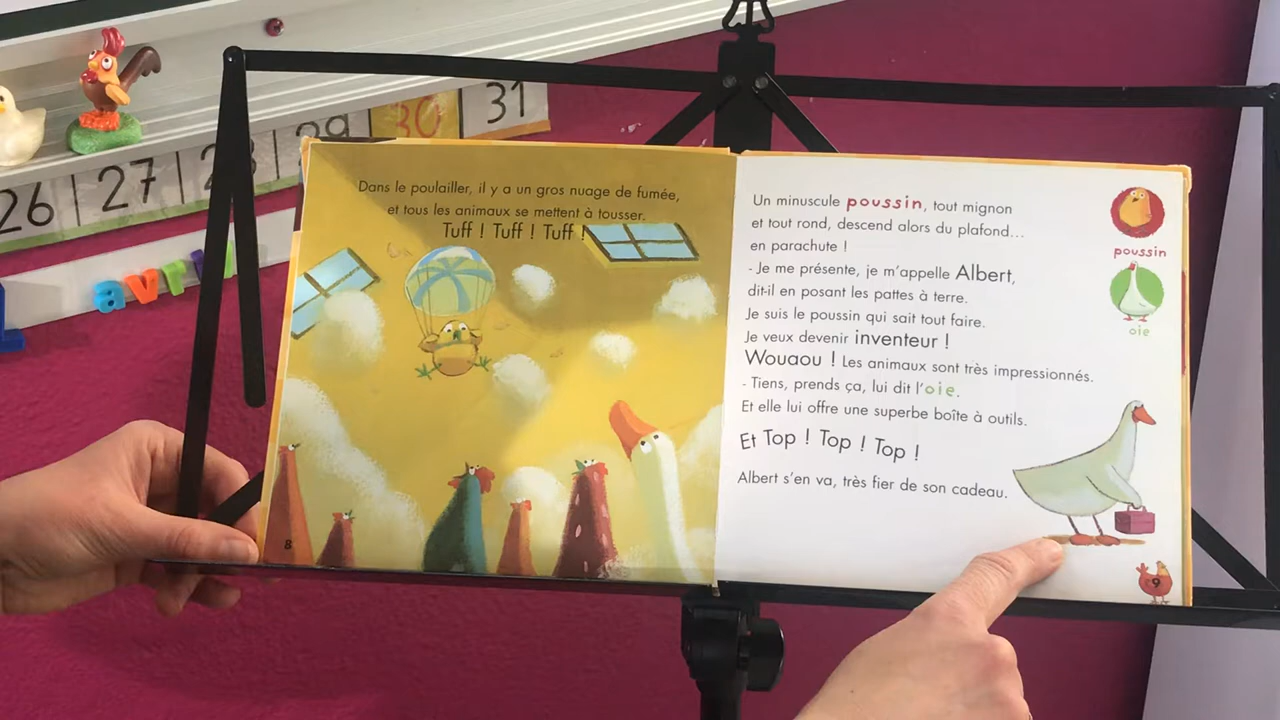 26 27 28 29 30 31
avril
Dans le poulailler, il y a un gros nuage de fumée,
et tous les animaux se mettent à tousser.
Tuff ! Tuff ! Tuff !
8
Un minuscule poussin, tout mignon
et tout rond, descend alors du plafond...
en parachute !
- Je me présente, je m'appelle Albert,
dit-il en posant les pattes à terre.
Je suis le poussin qui sait tout faire.
Je veux devenir inventeur !
Wouaou ! Les animaux sont très impressionnés.
- Tiens, prends ça, lui dit l'oie.
Et elle lui offre une superbe boîte à outils.
Et Top ! Top ! Top !
Albert s'en va, très fier de son cadeau.
poussin
oie
9